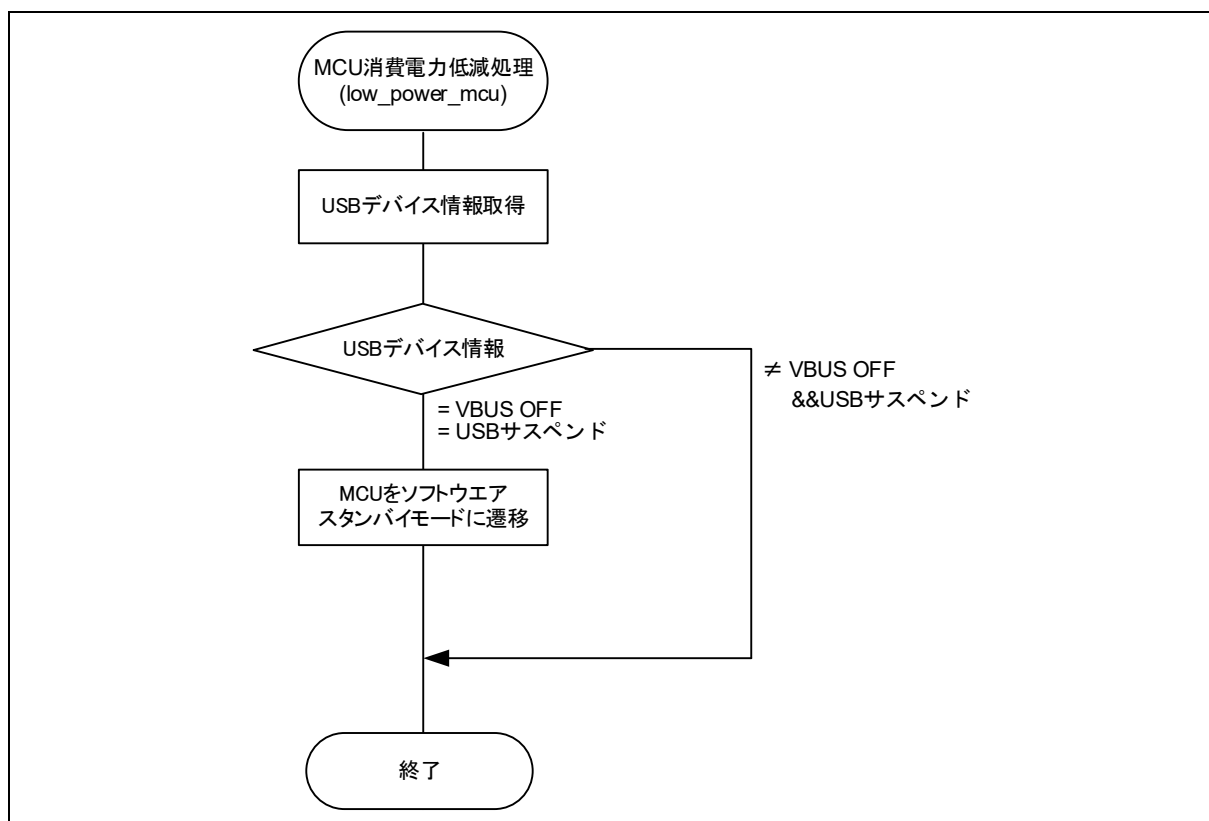 MCU消費電力低減処理
(low_power_mcu)
USBデバイス情報取得
USBデバイス情報
≠ VBUS OFF
&&USBサスペンド
= VBUS OFF
= USBサスペンド
MCUをソフトウエア
スタンバイモードに遷移
終了